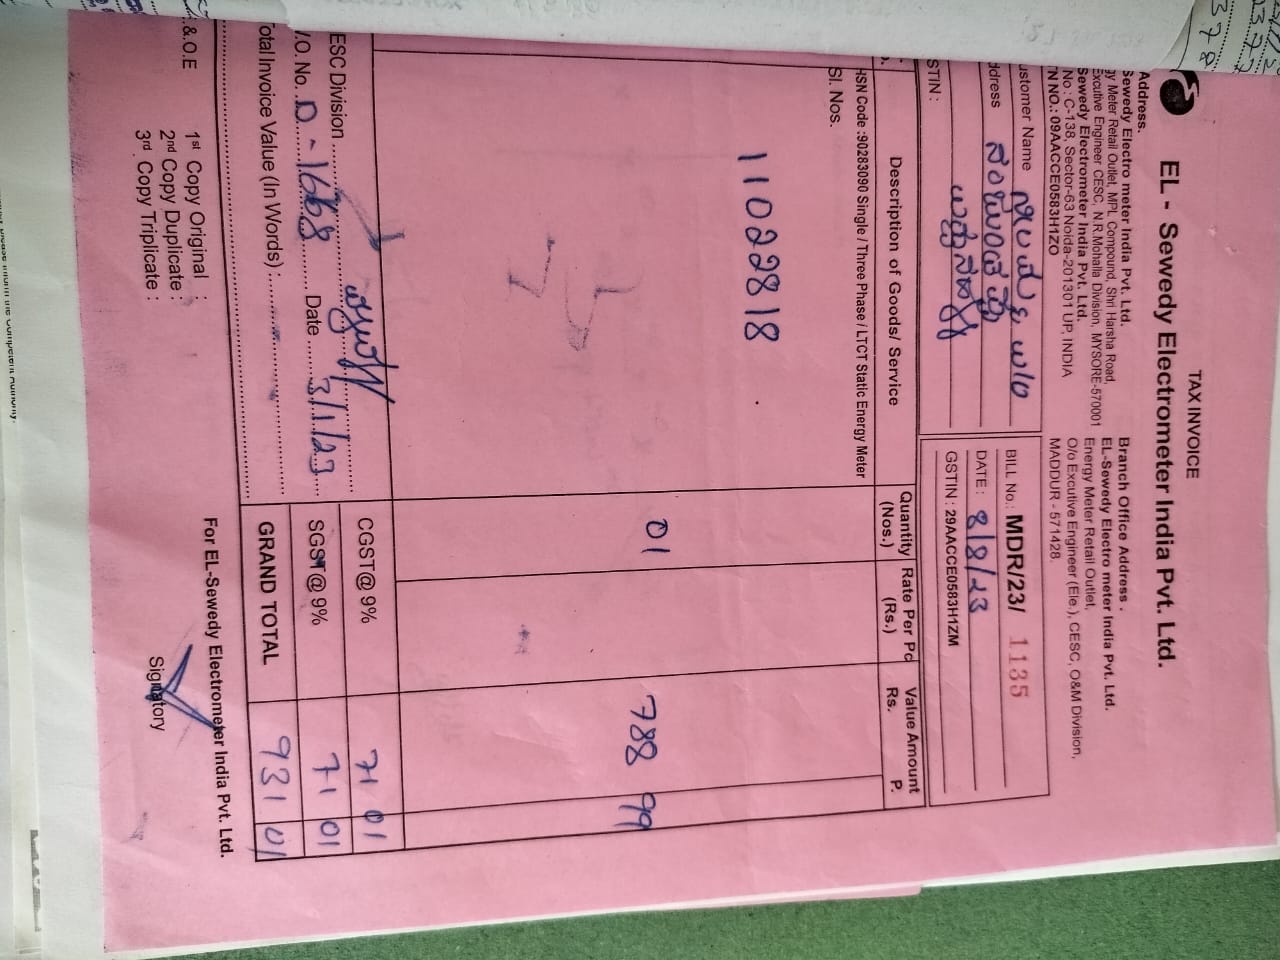 TAX INVOICE
EL - Sewedy Electrometer India Pvt. Ltd.
Address.
Sewedy Electro meter India Pvt. Ltd.
gy Meter Retail Outlet, MPL Compound, Shri Harsha Road,
Excutive Engineer CESC, N.R.Mohalla Division, MYSORE-570001
Sewedy Electrometer India Pvt. Ltd.
No : C-138, Sector-63 Noida-201301 UP, INDIA
TN NO.: 09AACCE0583H1ZO
Branch Office Address .
EL-Sewedy Electro meter India Pvt. Ltd.
Energy Meter Retail Outlet,
O/o Excutive Engineer (Ele.), CESC, O&M Division,
MADDUR - 571428.
ustomer Name
ddress
STIN :
BILL No.: MDR/23/ 1135
DATE : 8/8/23
GSTIN : 29AACCE0583H1ZM
Description of Goods/ Service Quantity (Nos.) Rate Per Pc (Rs.) Value Amount Rs. P.
HSN Code :90283090 Single / Three Phase / LTCT Static Energy Meter
Sl. Nos.
11022818
01 788 99
ESC Division
.O. No. D-1668 Date 3/1/23
otal Invoice Value (In Words) :
CGST@9% 71 01
SGST@9% 71 01
GRAND TOTAL 931 01
.&.O.E
1st Copy Original :
2nd Copy Duplicate :
3rd Copy Triplicate :
For EL-Sewedy Electrometer India Pvt. Ltd.
Signatory